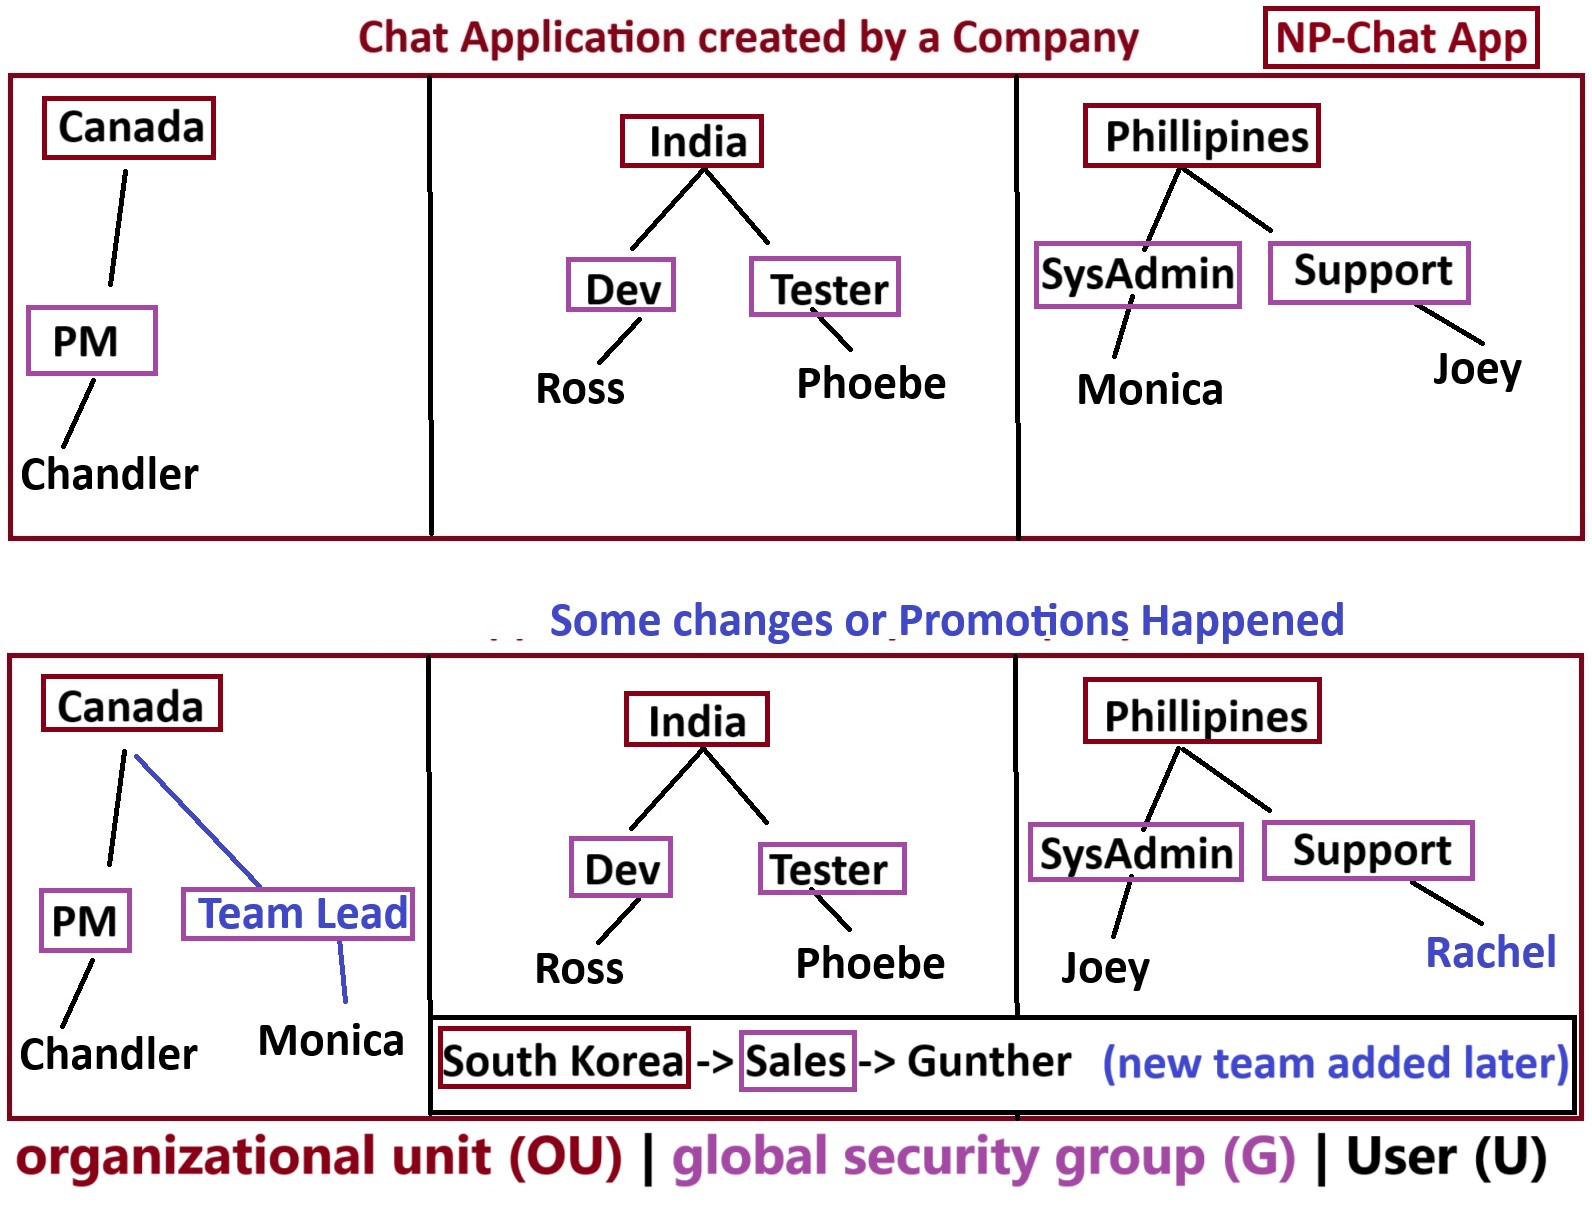 Chat Application created by a Company
NP-Chat App
Canada
India
Phillipines
PM
Dev
Tester
SysAdmin
Support
Chandler
Ross
Phoebe
Monica
Joey
Some changes or Promotions Happened
Canada
India
Phillipines
PM
Team Lead
Dev
Tester
SysAdmin
Support
Chandler
Monica
Ross
Phoebe
Joey
Rachel
South Korea -> Sales -> Gunther (new team added later)
organizational unit (OU) | global security group (G) | User (U)